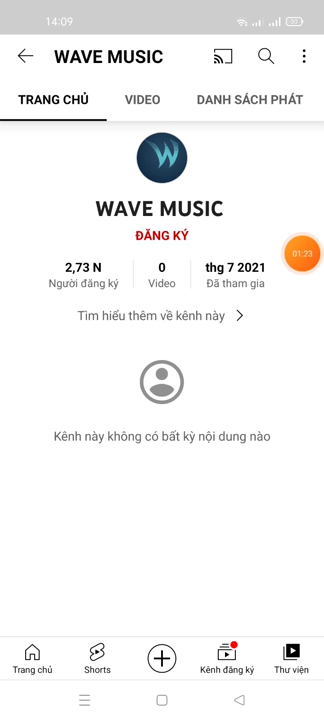 14:09
WAVE MUSIC
TRANG CHỦ VIDEO DANH SÁCH PHÁT
WAVE MUSIC
ĐĂNG KÝ
2,73 N 0 thg 7 2021
Người đăng ký Video Đã tham gia
01:23
Tìm hiểu thêm về kênh này
Kênh này không có bất kỳ nội dung nào
Trang chủ Shorts Kênh đăng ký Thư viện